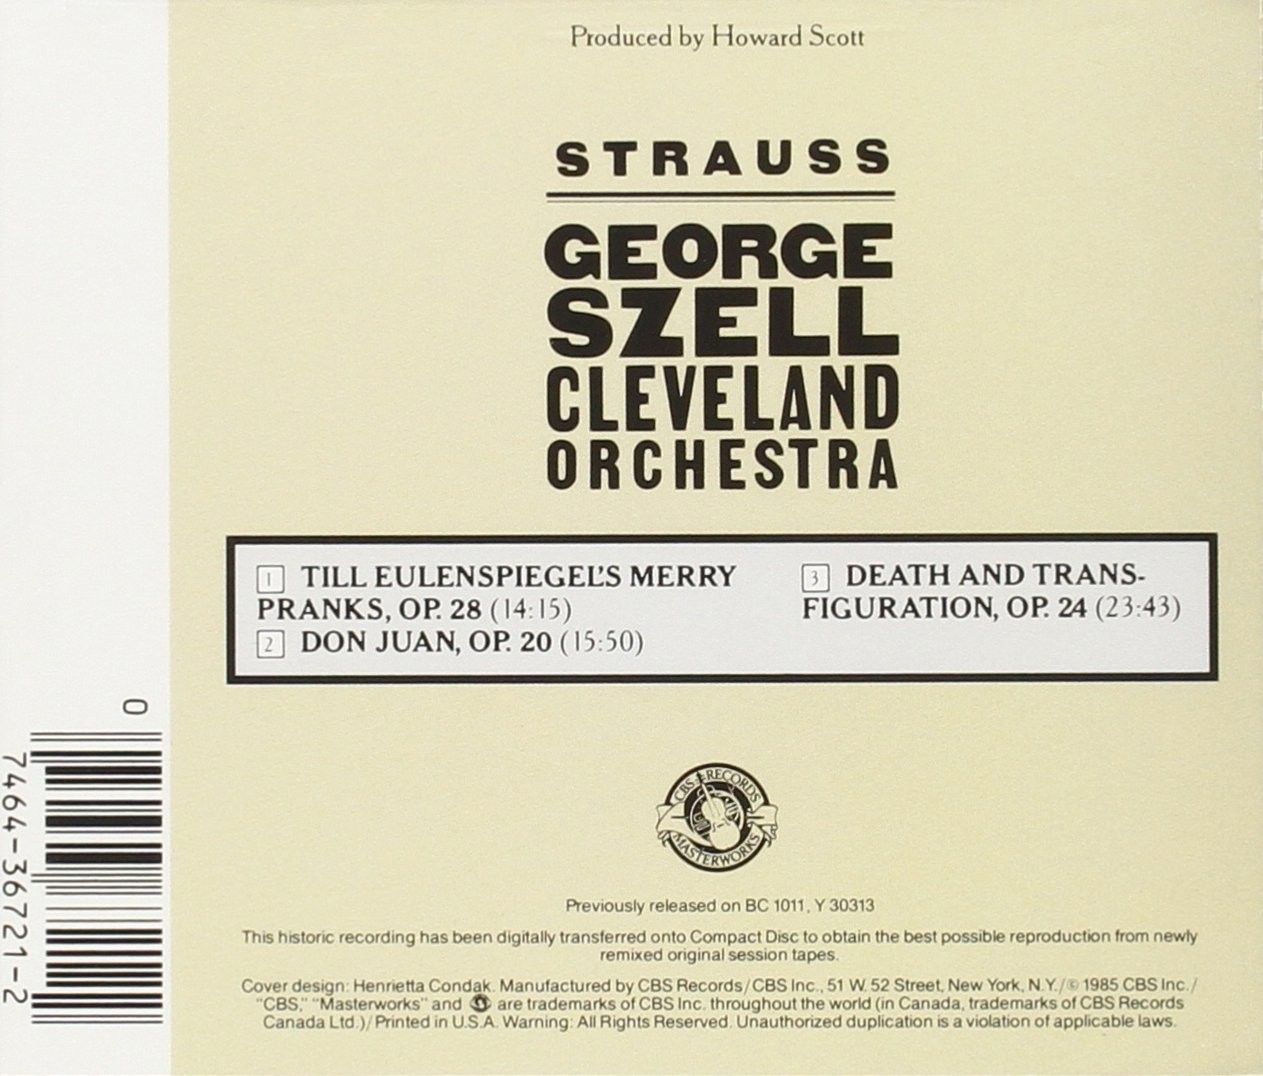 Produced by Howard Scott
STRAUSS
GEORGE
SZELL
CLEVELAND
ORCHESTRA
1 TILL EULENSPIEGEL'S MERRY
PRANKS, OP. 28 (14:15)
2 DON JUAN, OP. 20 (15:50)
3 DEATH AND TRANS-
FIGURATION, OP. 24 (23:43)
CBS RECORDS
MASTERWORKS
Previously released on BC 1011, Y 30313
This historic recording has been digitally transferred onto Compact Disc to obtain the best possible reproduction from newly
remixed original session tapes.
Cover design: Henrietta Condak. Manufactured by CBS Records/CBS Inc., 51 W. 52 Street, New York, N.Y./© 1985 CBS Inc./
"CBS," "Masterworks" and are trademarks of CBS Inc. throughout the world (in Canada, trademarks of CBS Records
Canada Ltd.)/Printed in U.S.A. Warning: All Rights Reserved. Unauthorized duplication is a violation of applicable laws.
0
7464-36721-2